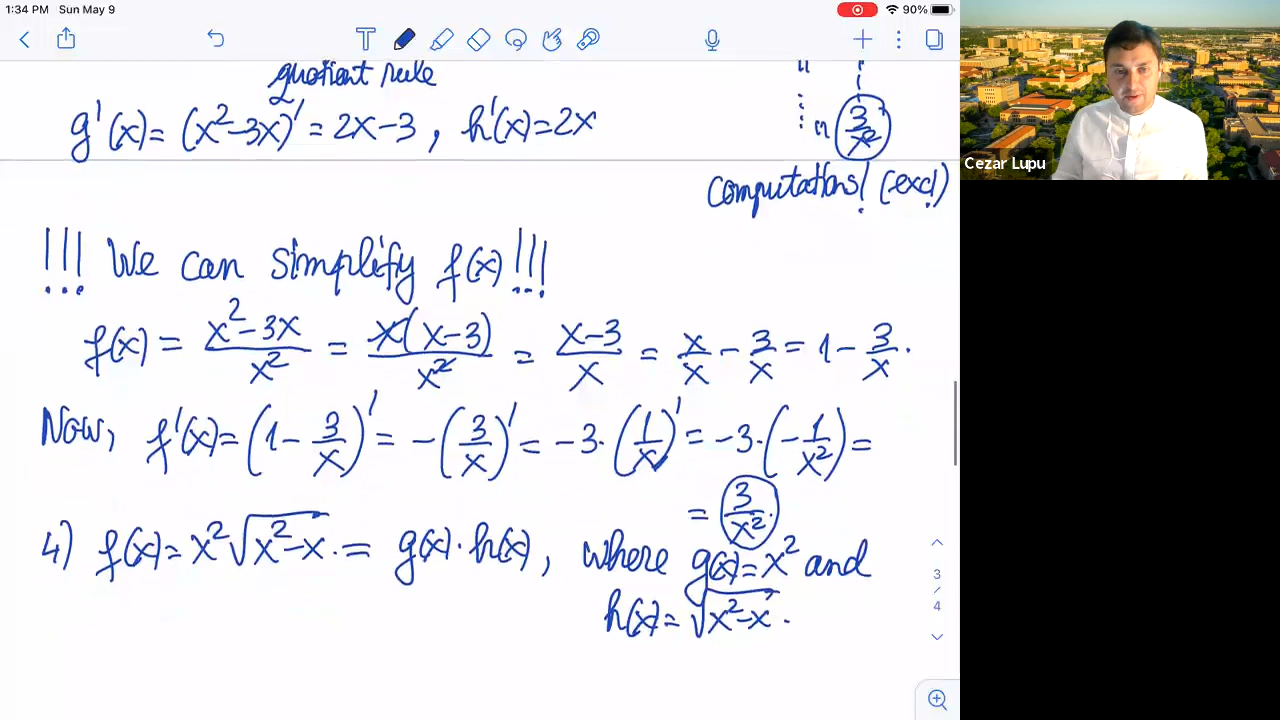 1:34 PM Sun May 9
90%
T
Cezar Lupu
quotient rule
g'(x) = (x²-3x)' = 2x-3, h'(x) = 2x
3/x²
Computations! (exc!)
!!! We can simplify f(x) !!!
f(x) = (x²-3x)/x² = x(x-3)/x² = (x-3)/x = x/x - 3/x = 1 - 3/x.
Now, f'(x) = (1 - 3/x)' = -(3/x)' = -3·(1/x)' = -3·(-1/x²) =
= 3/x².
4) f(x) = x²√(x²-x) = g(x)·h(x), where g(x) = x² and
h(x) = √(x²-x).
3
/
4